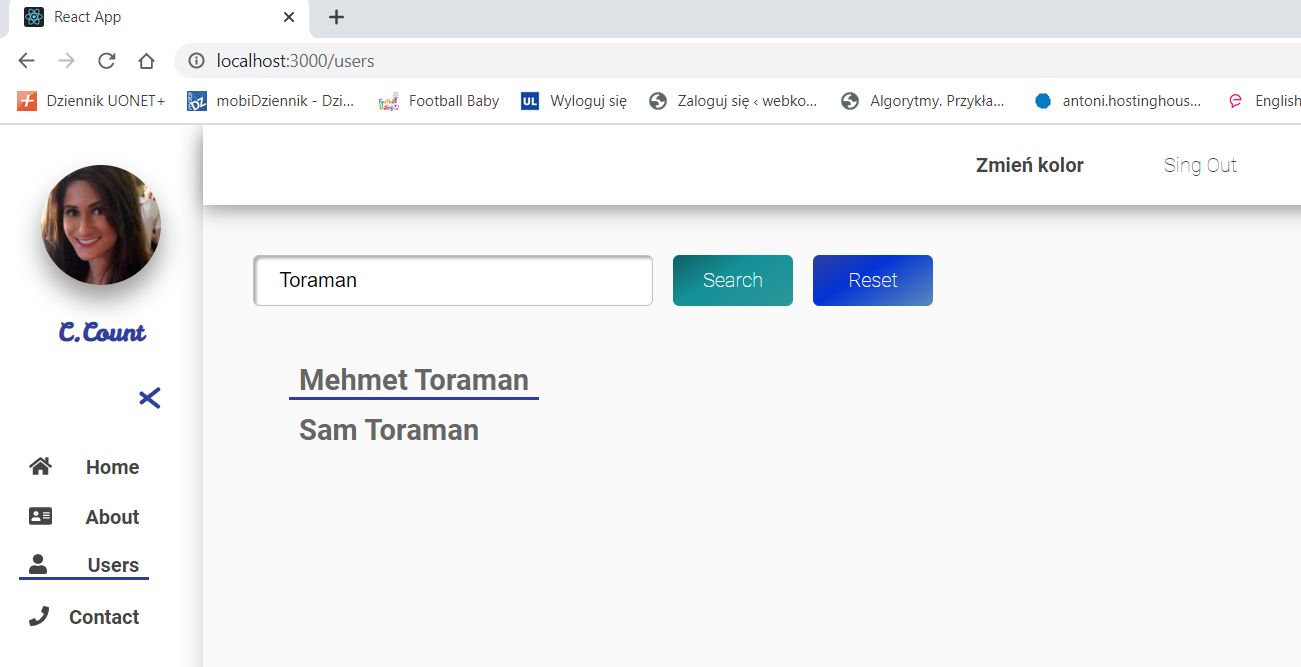 React App
localhost:3000/users
Dziennik UONET+ mobiDziennik - Dzi... Football Baby UL Wyloguj się Zaloguj się ‹ webko... Algorytmy. Przykła... antoni.hostinghous... English
Zmień kolor Sing Out
Toraman Search Reset
C.Count
Mehmet Toraman
Sam Toraman
Home
About
Users
Contact